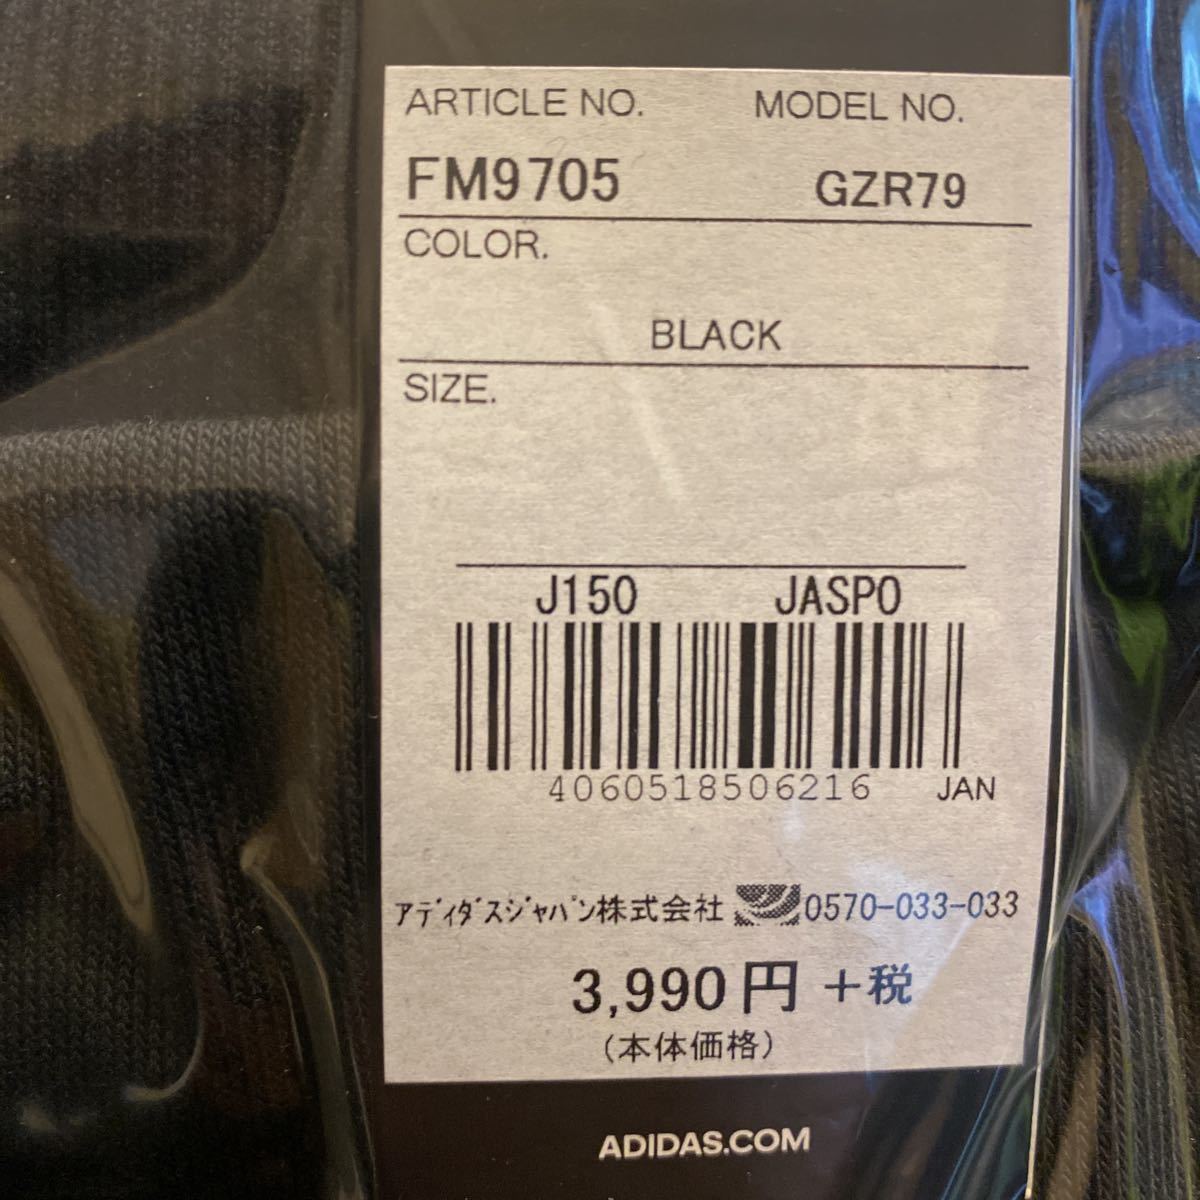 ARTICLE NO. MODEL NO.
FM9705 GZR79
COLOR.
BLACK
SIZE.
J150 JASPO
4060518506216 JAN
アディダスジャパン株式会社 0570-033-033
3,990円 +税
(本体価格)
ADIDAS.COM